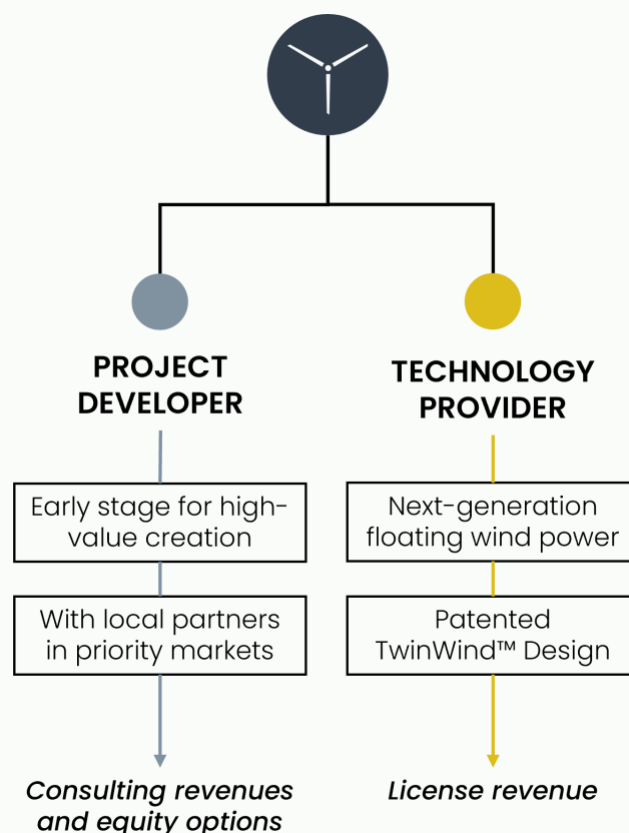 PROJECT
DEVELOPER
Early stage for high-
value creation
With local partners
in priority markets
Consulting revenues
and equity options
TECHNOLOGY
PROVIDER
Next-generation
floating wind power
Patented
TwinWind™ Design
License revenue